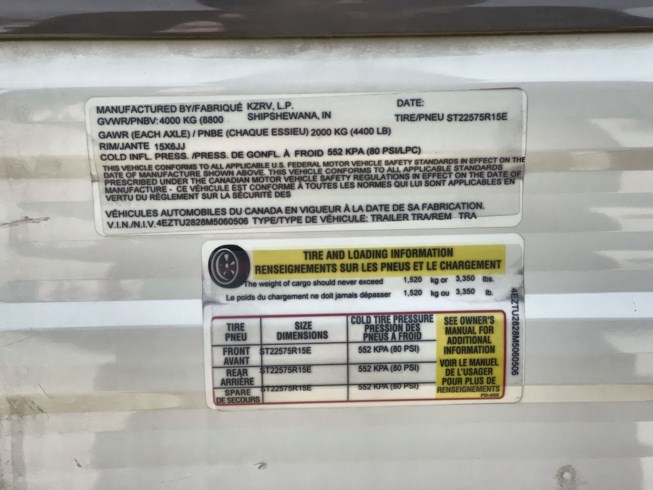 MANUFACTURED BY/FABRIQUÉ KZRV, L.P. DATE:
GVWR/PNBV: 4000 KG (8800 SHIPSHEWANA, IN TIRE/PNEU ST22575R15E
GAWR (EACH AXLE) / PNBE (CHAQUE ESSIEU) 2000 KG (4400 LB)
RIM/JANTE 15X6JJ
COLD INFL. PRESS. /PRESS. DE GONFL. À FROID 552 KPA (80 PSI/LPC)
THIS VEHICLE CONFORMS TO ALL APPLICABLE U.S. FEDERAL MOTOR VEHICLE SAFETY STANDARDS IN EFFECT ON THE
DATE OF MANUFACTURE SHOWN ABOVE. THIS VEHICLE CONFORMS TO ALL APPLICABLE STANDARDS
PRESCRIBED UNDER THE CANADIAN MOTOR VEHICLE SAFETY REGULATIONS IN EFFECT ON THE DATE OF
MANUFACTURE - CE VÉHICULE EST CONFORME À TOUTES LES NORMES QUI LUI SONT APPLICABLES EN
VERTU DU RÈGLEMENT SUR LA SÉCURITÉ DES
VÉHICULES AUTOMOBILES DU CANADA EN VIGUEUR À LA DATE DE SA FABRICATION.
V.I.N./N.I.V. 4EZTU2828M5060506 TYPE/TYPE DE VÉHICULE: TRAILER TRA/REM TRA
TIRE AND LOADING INFORMATION
RENSEIGNEMENTS SUR LES PNEUS ET LE CHARGEMENT
The weight of cargo should never exceed 1,520 kg or 3,350 lbs.
Le poids du chargement ne doit jamais dépasser 1,520 kg ou 3,350 lb.
TIRE PNEU
SIZE DIMENSIONS
COLD TIRE PRESSURE
PRESSION DES
PNEUS À FROID
FRONT AVANT ST22575R15E 552 KPA (80 PSI)
REAR ARRIÈRE ST22575R15E 552 KPA (80 PSI)
SPARE DE SECOURS ST22575R15E 552 KPA (80 PSI)
SEE OWNER'S
MANUAL FOR
ADDITIONAL
INFORMATION
VOIR LE MANUEL
DE L'USAGER
POUR PLUS DE
RENSEIGNEMENTS
4EZTU2828M5060506